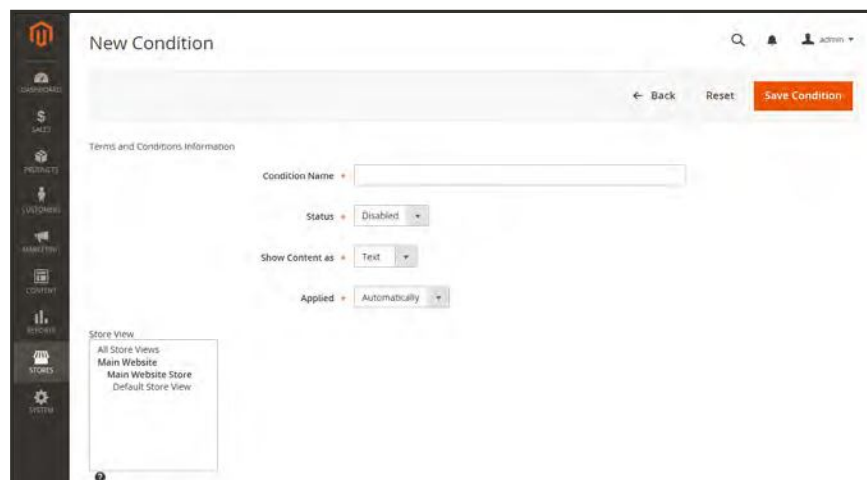 New Condition
admin
DASHBOARD
SALES
PRODUCTS
CUSTOMERS
MARKETING
CONTENT
REPORTS
STORES
SYSTEM
← Back
Reset
Save Condition
Terms and Conditions Information
Condition Name *
Status * Disabled
Show Content as * Text
Applied * Automatically
Store View
All Store Views
Main Website
Main Website Store
Default Store View
?